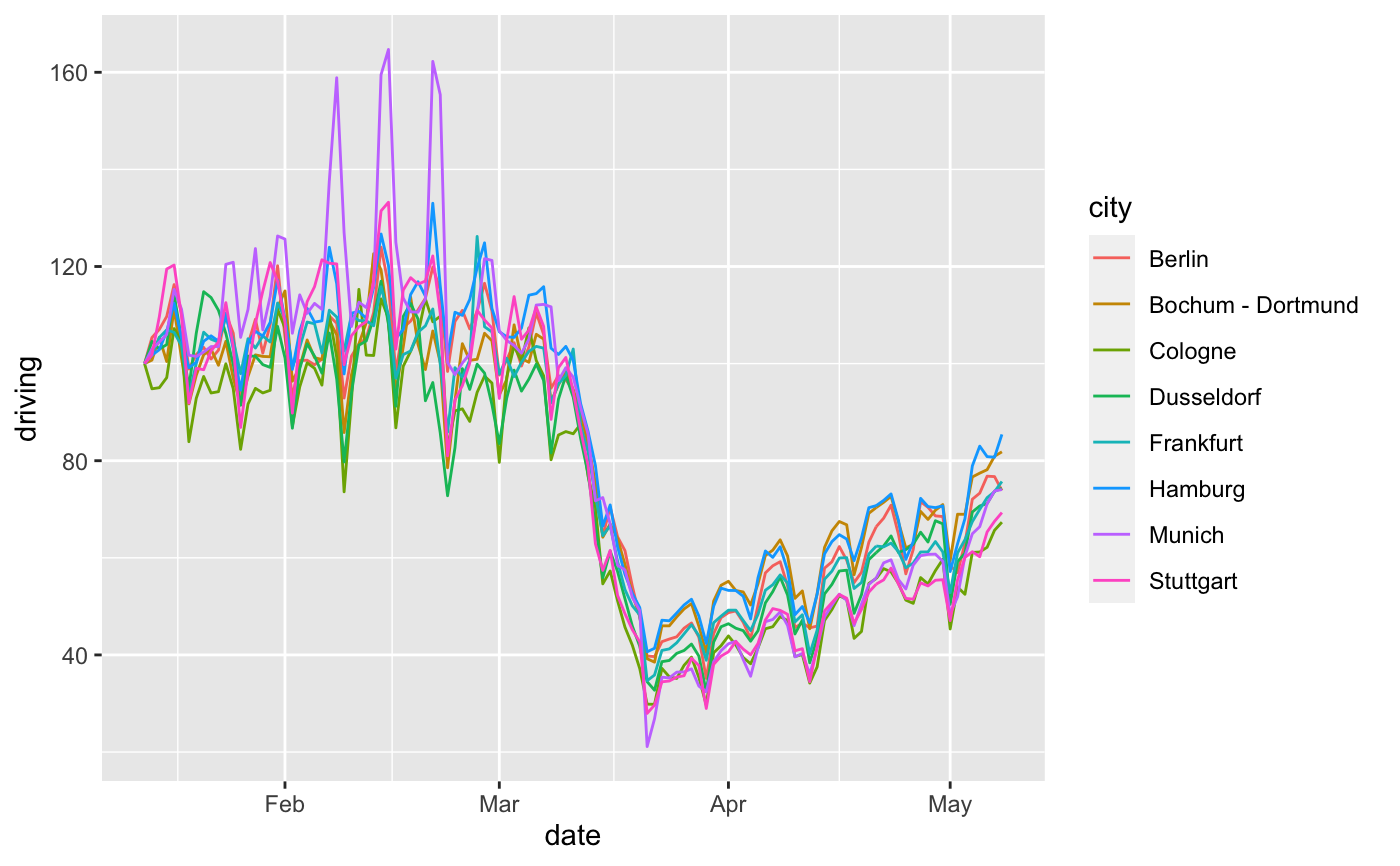 driving
160
120
80
40
Feb
Mar
Apr
May
date
city
Berlin
Bochum - Dortmund
Cologne
Dusseldorf
Frankfurt
Hamburg
Munich
Stuttgart